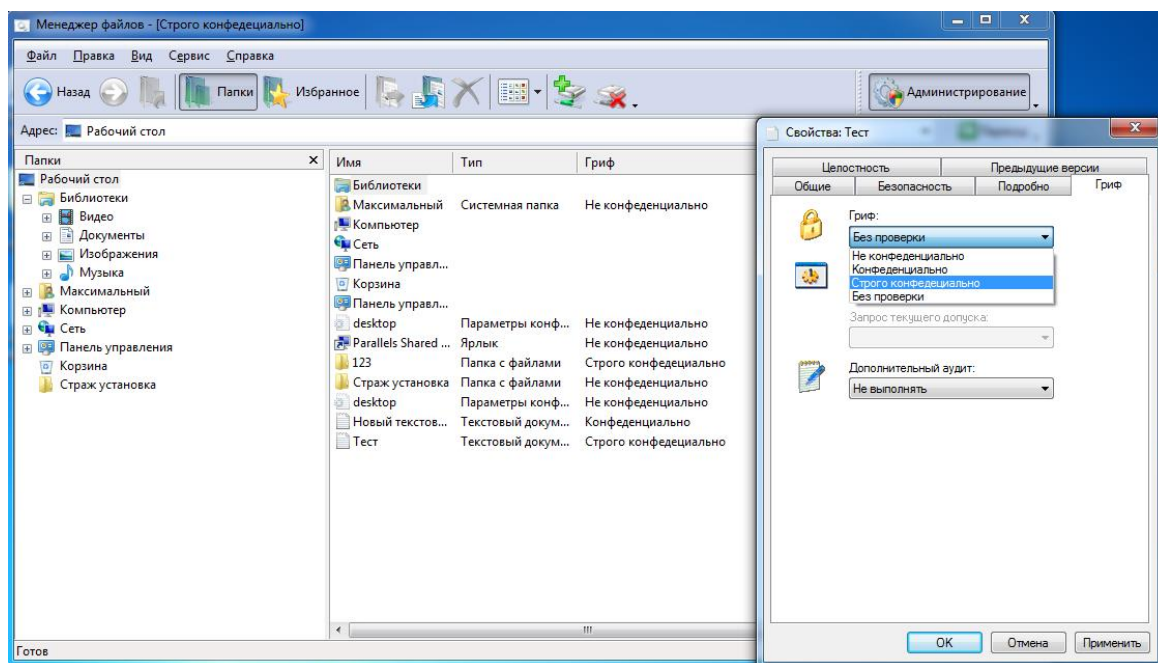 Менеджер файлов - [Строго конфедециально]
Файл Правка Вид Сервис Справка
Назад Папки Избранное Администрирование
Адрес: Рабочий стол
Папки
Рабочий стол
Библиотеки
Видео
Документы
Изображения
Музыка
Максимальный
Компьютер
Сеть
Панель управления
Корзина
Страж установка
Имя Тип Гриф
Библиотеки
Максимальный Системная папка Не конфеденциально
Компьютер
Сеть
Панель управл...
Корзина
Панель управл...
desktop Параметры конф... Не конфеденциально
Parallels Shared ... Ярлык Не конфеденциально
123 Папка с файлами Строго конфедециально
Страж установка Папка с файлами Не конфеденциально
desktop Параметры конф... Не конфеденциально
Новый текстов... Текстовый докум... Конфеденциально
Тест Текстовый докум... Строго конфедециально
Готов
Свойства: Тест
Целостность Предыдущие версии
Общие Безопасность Подробно Гриф
Гриф:
Без проверки
Не конфеденциально
Конфеденциально
Строго конфедециально
Без проверки
Запрос текущего допуска:
Дополнительный аудит:
Не выполнять
OK Отмена Применить